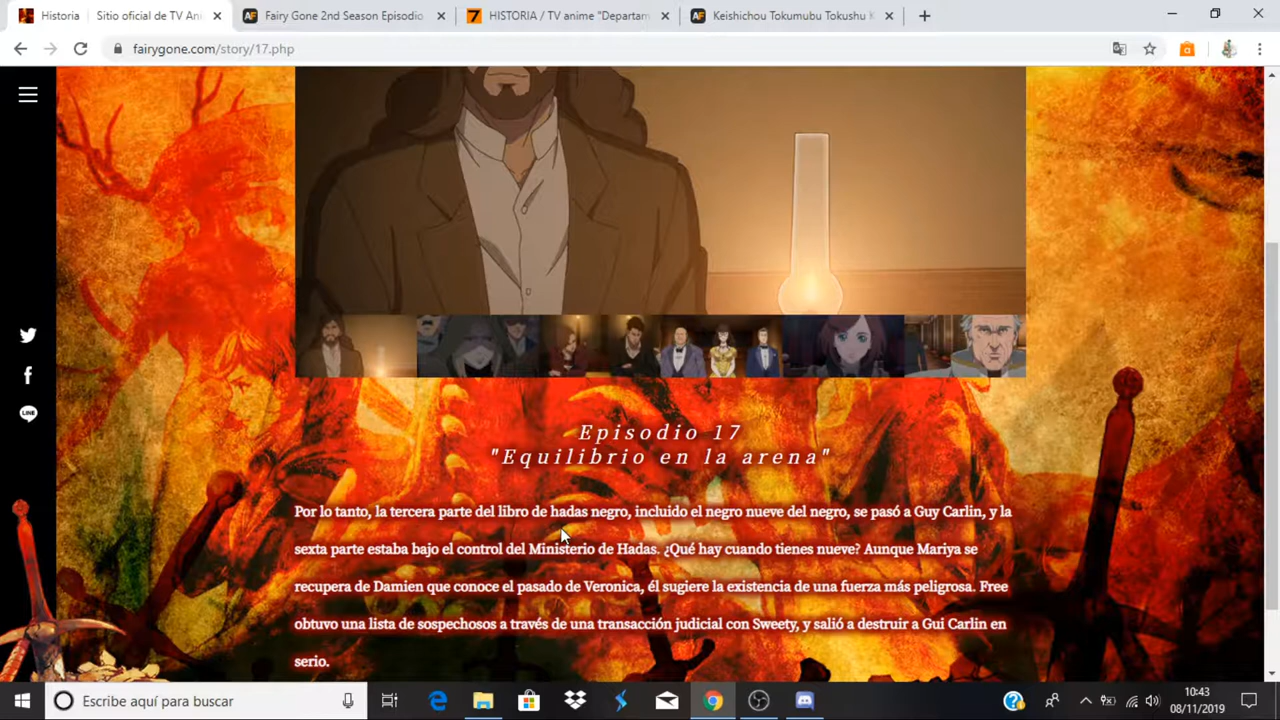 Historia
Sitio oficial de TV Ani
Fairy Gone 2nd Season Episodio
HISTORIA / TV anime "Departam
Keishichou Tokumubu Tokushu K
fairygone.com/story/17.php
LINE
Episodio 17
"Equilibrio en la arena"
Por lo tanto, la tercera parte del libro de hadas negro, incluido el negro nueve del negro, se pasó a Guy Carlin, y la
sexta parte estaba bajo el control del Ministerio de Hadas. ¿Qué hay cuando tienes nueve? Aunque Mariya se
recupera de Damien que conoce el pasado de Veronica, él sugiere la existencia de una fuerza más peligrosa. Free
obtuvo una lista de sospechosos a través de una transacción judicial con Sweety, y salió a destruir a Gui Carlin en
serio.
Escribe aquí para buscar
10:43
08/11/2019